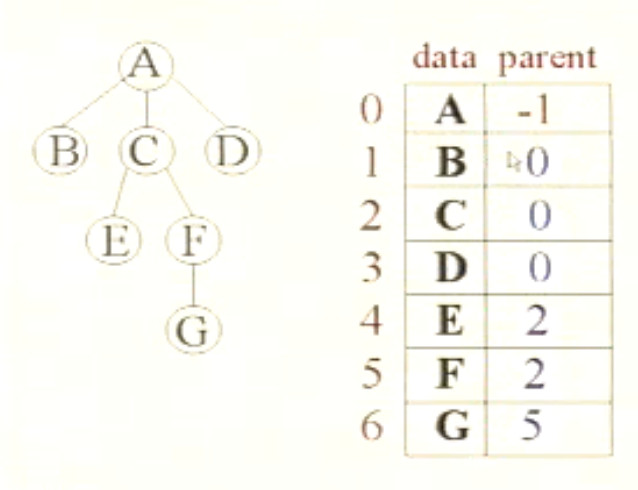 A
B C D
E F
G
data parent
0 A -1
1 B 0
2 C 0
3 D 0
4 E 2
5 F 2
6 G 5